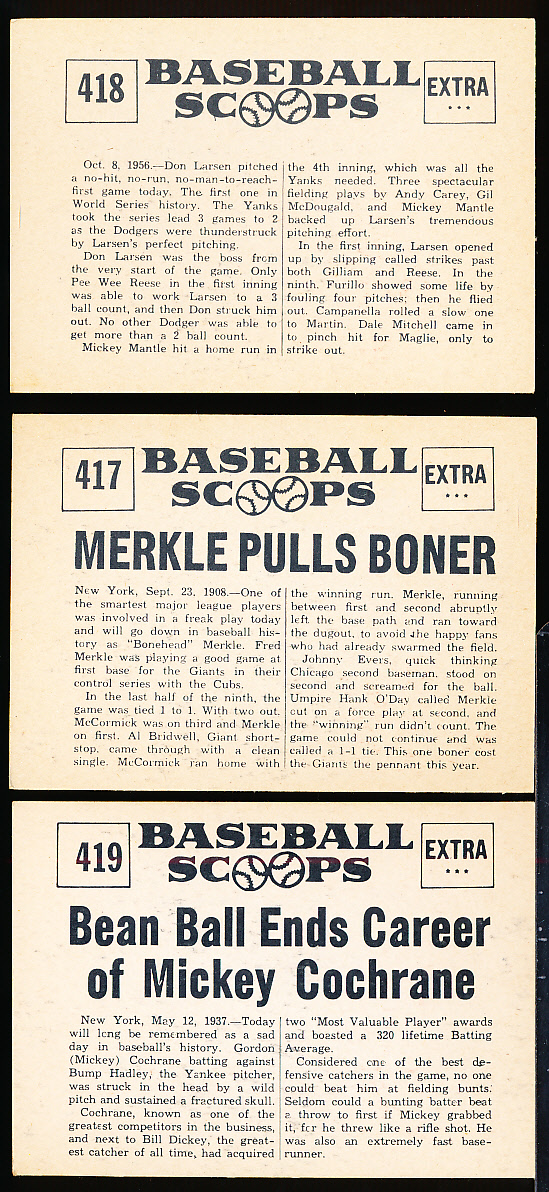 418
BASEBALL
SCOOPS
EXTRA
Oct. 8, 1956.—Don Larsen pitched
a no-hit, no-run, no-man-to-reach-
first game today. The first one in
World Series history. The Yanks
took the series lead 3 games to 2
as the Dodgers were thunderstruck
by Larsen's perfect pitching.
Don Larsen was the boss from
the very start of the game. Only
Pee Wee Reese in the first inning
was able to work Larsen to a 3
ball count, and then Don struck him
out. No other Dodger was able to
get more than a 2 ball count.
Mickey Mantle hit a home run in
the 4th inning, which was all the
Yanks needed. Three spectacular
fielding plays by Andy Carey, Gil
McDougald, and Mickey Mantle
backed up Larsen's tremendous
pitching effort.
In the first inning, Larsen opened
up by slipping called strikes past
both Gilliam and Reese. In the
ninth, Furillo showed some life by
fouling four pitches; then he flied
out. Campanella rolled a slow one
to Martin. Dale Mitchell came in
to pinch hit for Maglie, only to
strike out.
417
BASEBALL
SCOOPS
EXTRA
MERKLE PULLS BONER
New York, Sept. 23, 1908.—One of
the smartest major league players
was involved in a freak play today
and will go down in baseball his-
tory as "Bonehead" Merkle. Fred
Merkle was playing a good game at
first base for the Giants in their
control series with the Cubs.
In the last half of the ninth, the
game was tied 1 to 1. With two out,
McCormick was on third and Merkle
on first. Al Bridwell, Giant short-
stop, came through with a clean
single. McCormick ran home with
the winning run. Merkle, running
between first and second abruptly
left the base path and ran toward
the dugout, to avoid the happy fans
who had already swarmed the field.
Johnny Evers, quick thinking
Chicago second baseman, stood on
second and screamed for the ball.
Umpire Hank O'Day called Merkle
out on a force play at second, and
the "winning" run didn't count. The
game could not continue and was
called a 1-1 tie. This one boner cost
the Giants the pennant this year.
419
BASEBALL
SCOOPS
EXTRA
Bean Ball Ends Career
of Mickey Cochrane
New York, May 12, 1937.—Today
will long be remembered as a sad
day in baseball's history. Gordon
(Mickey) Cochrane batting against
Bump Hadley, the Yankee pitcher,
was struck in the head by a wild
pitch and sustained a fractured skull.
Cochrane, known as one of the
greatest competitors in the business,
and next to Bill Dickey, the great-
est catcher of all time, had acquired
two "Most Valuable Player" awards
and boasted a 320 lifetime Batting
Average.
Considered one of the best de-
fensive catchers in the game, no one
could beat him at fielding bunts.
Seldom could a bunting batter beat
a throw to first if Mickey grabbed
it, for he threw like a rifle shot. He
was also an extremely fast base-
runner.